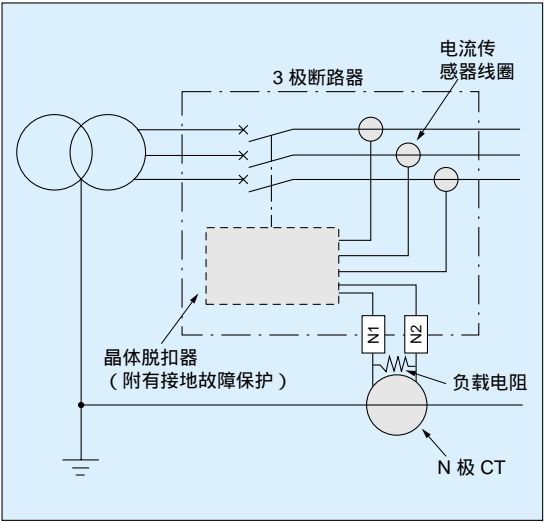 电流传
感器线圈
3 极断路器
N1
N2
晶体脱扣器
（附有接地故障保护）
负载电阻
N 极 CT